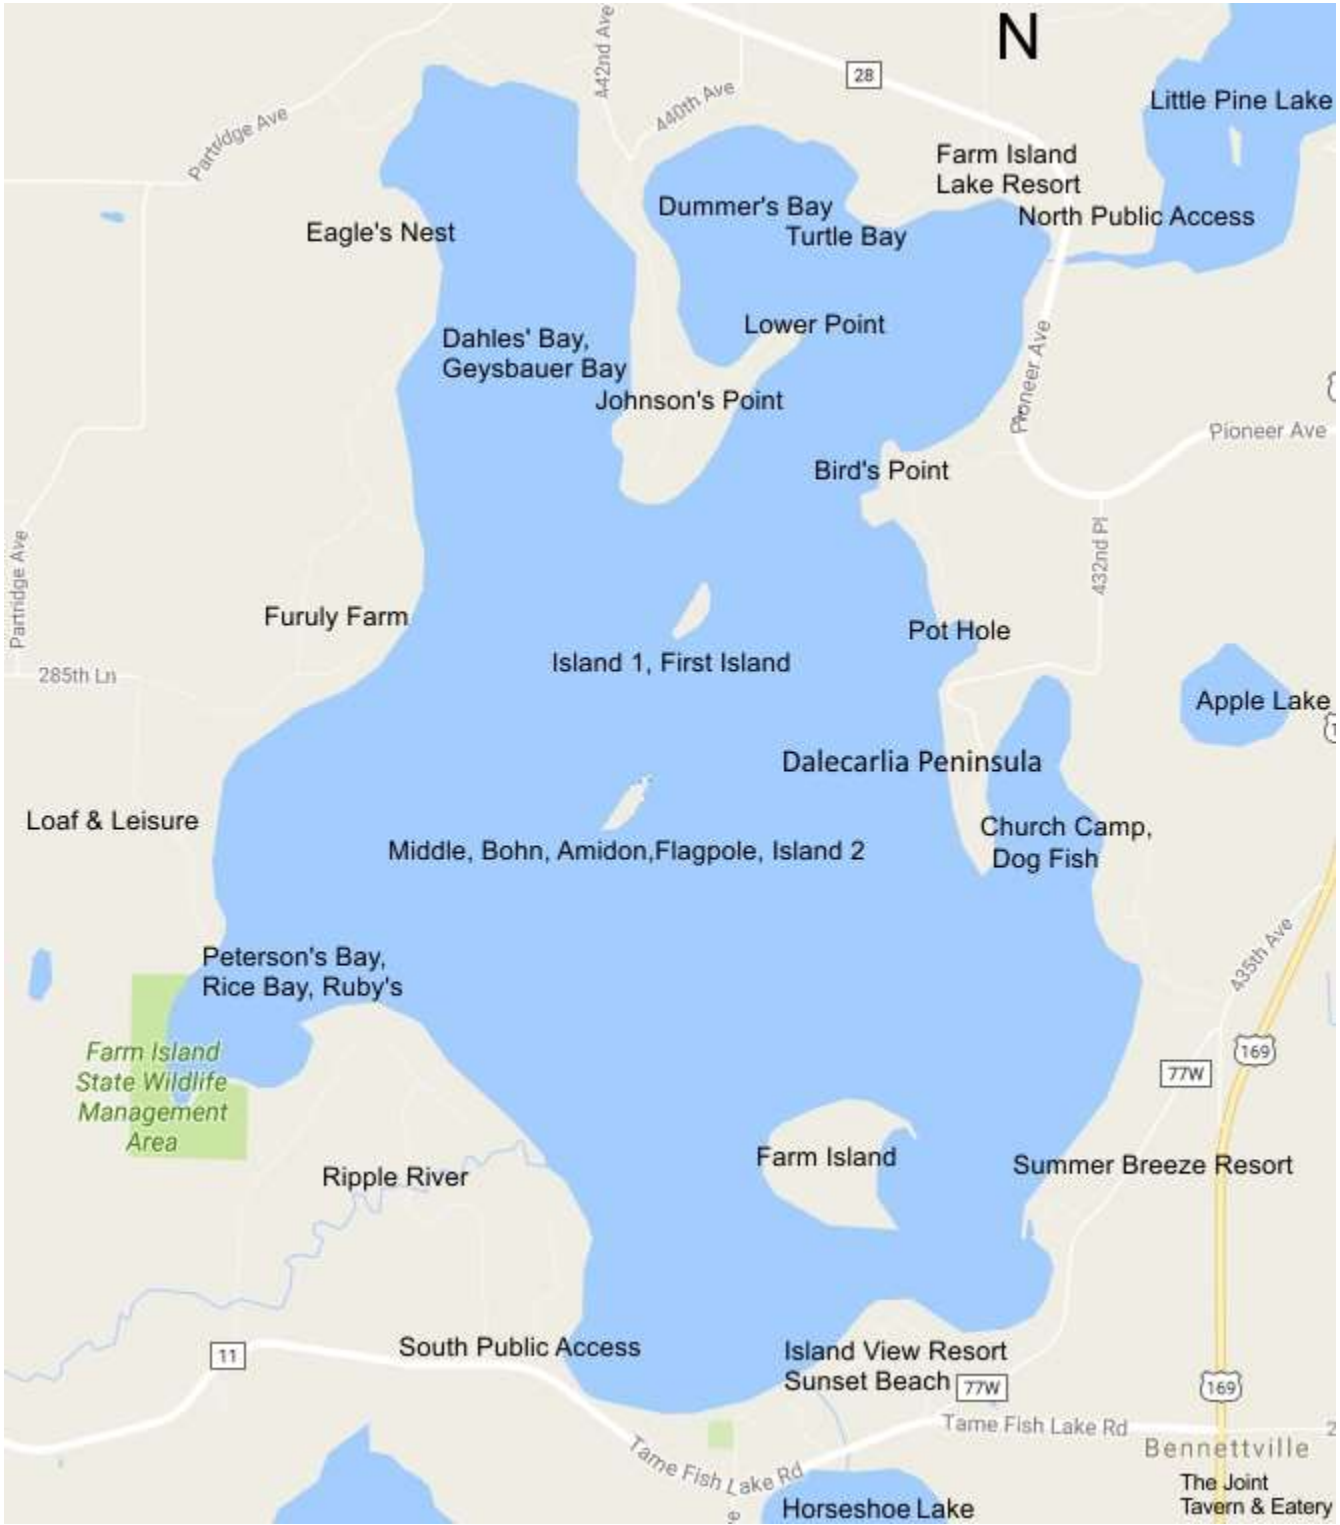 N
442nd Ave
28
Little Pine Lake
440th Ave
Partridge Ave
Farm Island
Lake Resort
North Public Access
Dummer's Bay
Turtle Bay
Eagle's Nest
Lower Point
Dahles' Bay,
Geysbauer Bay
Johnson's Point
Pioneer Ave
Pioneer Ave
Bird's Point
432nd Pl
Partridge Ave
Furuly Farm
Pot Hole
Island 1, First Island
285th Ln
Apple Lake
Dalecarlia Peninsula
Loaf & Leisure
Church Camp,
Dog Fish
Middle, Bohn, Amidon,Flagpole, Island 2
435th Ave
Peterson's Bay,
Rice Bay, Ruby's
Farm Island
State Wildlife
Management
Area
169
77W
Farm Island
Summer Breeze Resort
Ripple River
South Public Access
11
Island View Resort
Sunset Beach
77W
169
Tame Fish Lake Rd
Tame Fish Lake Rd
Bennettville
The Joint
Tavern & Eatery
Horseshoe Lake